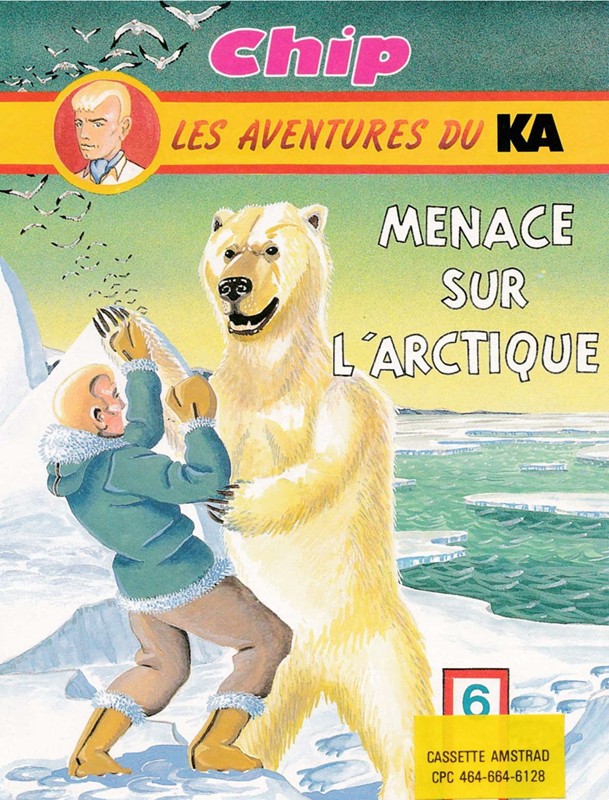 Chip
LES AVENTURES DU KA
MENACE
SUR
L'ARCTIQUE
6
CASSETTE AMSTRAD
CPC 464-664-6128